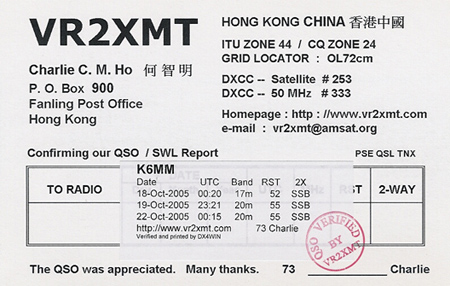 VR2XMT
HONG KONG CHINA 香港中國
ITU ZONE 44 / CQ ZONE 24
GRID LOCATOR : OL72cm
Charlie C. M. Ho 何智明
P. O. Box 900
Fanling Post Office
Hong Kong
DXCC -- Satellite # 253
DXCC -- 50 MHz # 333
Homepage : http : //www.vr2xmt.com
e-mail : vr2xmt@amsat.org
Confirming our QSO / SWL Report
PSE QSL TNX
TO RADIO
DATE
RST
2-WAY
K6MM
Date UTC Band RST 2X
18-Oct-2005 00:20 17m 52 SSB
19-Oct-2005 23:21 20m 55 SSB
22-Oct-2005 00:15 20m 55 SSB
http://www.vr2xmt.com 73 Charlie
Verified and printed by DX4WIN
QSO VERIFIED
BY
VR2XMT
The QSO was appreciated. Many thanks. 73 __________ Charlie